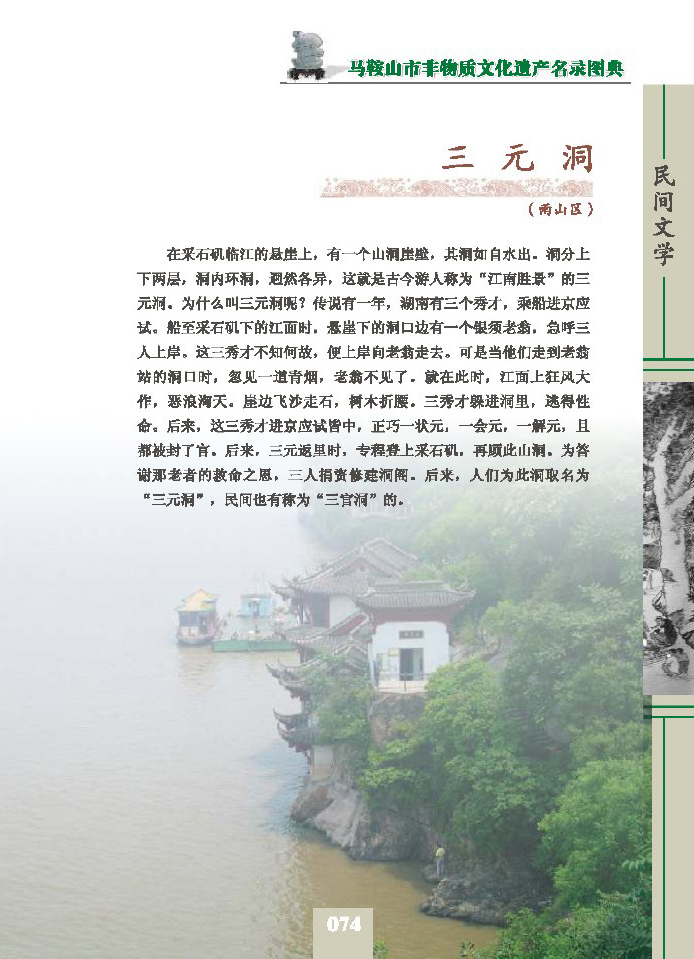 马鞍山市非物质文化遗产名录图典
三元洞
（雨山区）
在采石矶临江的悬崖上，有一个山洞崖壁，其洞如自水出。洞分上
下两层，洞内环洞，迥然各异，这就是古今游人称为“江南胜景”的三
元洞。为什么叫三元洞呢？传说有一年，湖南有三个秀才，乘船进京应
试。船至采石矶下的江面时。悬崖下的洞口边有一个银须老翁，急呼三
人上岸。这三秀才不知何故，便上岸向老翁走去。可是当他们走到老翁
站的洞口时，忽见一道青烟，老翁不见了。就在此时，江面上狂风大
作，恶浪淘天。崖边飞沙走石，树木折腰。三秀才躲进洞里，逃得性
命。后来，这三秀才进京应试皆中，正巧一状元，一会元，一解元，且
都被封了官。后来，三元返里时，专程登上采石矶。再顾此山洞。为答
谢那老者的救命之恩，三人捐资修建洞阁。后来，人们为此洞取名为
“三元洞”，民间也有称为“三官洞”的。
民间文学
074